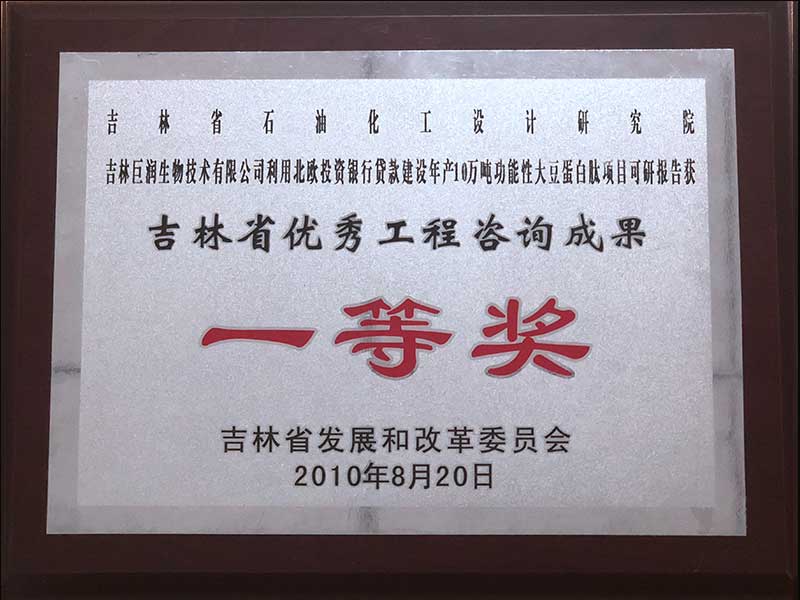 吉林省石油化工设计研究院
吉林巨润生物技术有限公司利用北欧投资银行贷款建设年产10万吨功能性大豆蛋白肽项目可研报告获
吉林省优秀工程咨询成果
一等奖
吉林省发展和改革委员会
2010年8月20日